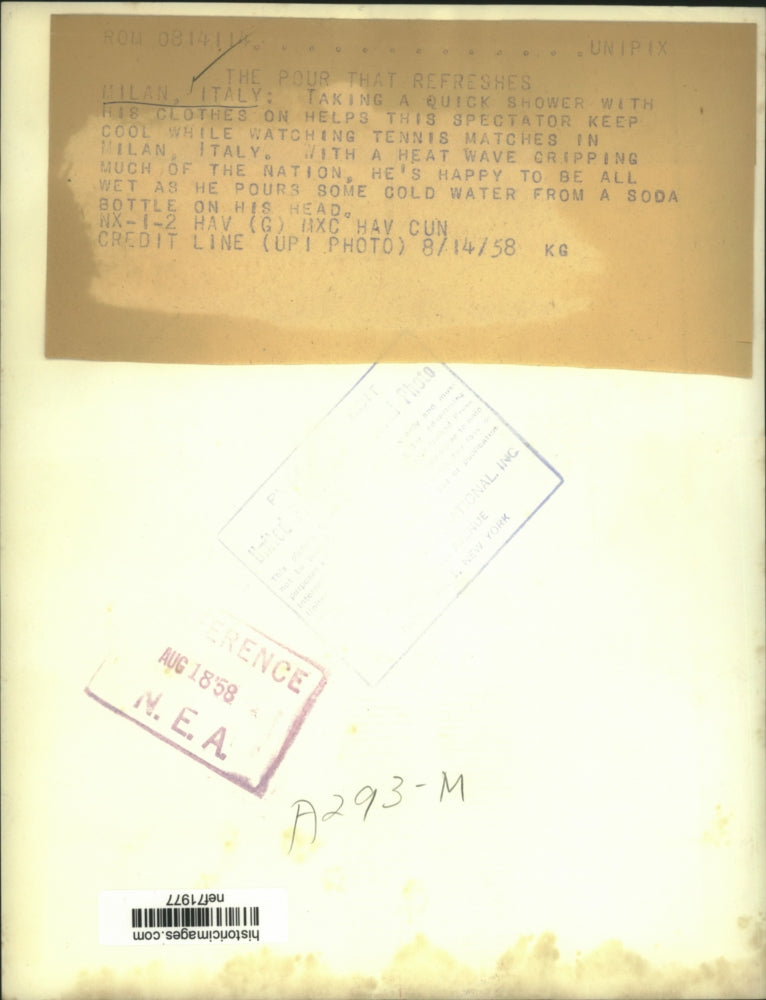 ROM 0814114. . . . . . . . . . . . . . .UNIPIX
THE POUR THAT REFRESHES
MILAN, ITALY: TAKING A QUICK SHOWER WITH
HIS CLOTHES ON HELPS THIS SPECTATOR KEEP
COOL WHILE WATCHING TENNIS MATCHES IN
MILAN, ITALY. WITH A HEAT WAVE GRIPPING
MUCH OF THE NATION, HE'S HAPPY TO BE ALL
WET AS HE POURS SOME COLD WATER FROM A SODA
BOTTLE ON HIS HEAD.
NX-1-2 HAV (G) MXC HAV CUN
CREDIT LINE (UPI PHOTO) 8/14/58 KG
United Photo
NEW YORK
ERENCE
AUG 18'58
N.E.A.
A293-M
historicimages.com
nef71977